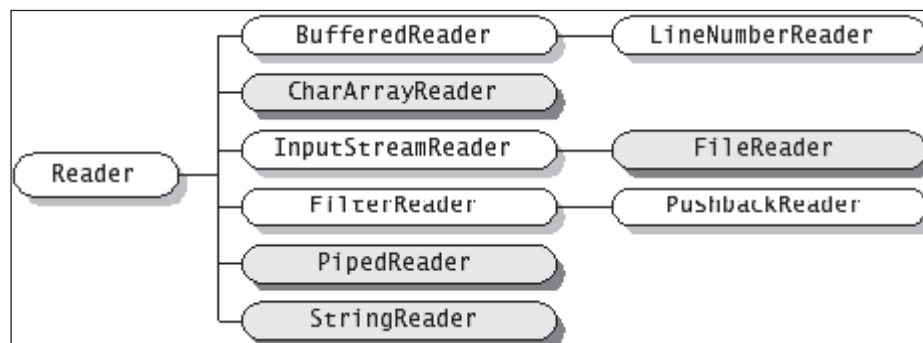 BufferedReader LineNumberReader
CharArrayReader
InputStreamReader FileReader
Reader
FilterReader PushbackReader
PipedReader
StringReader